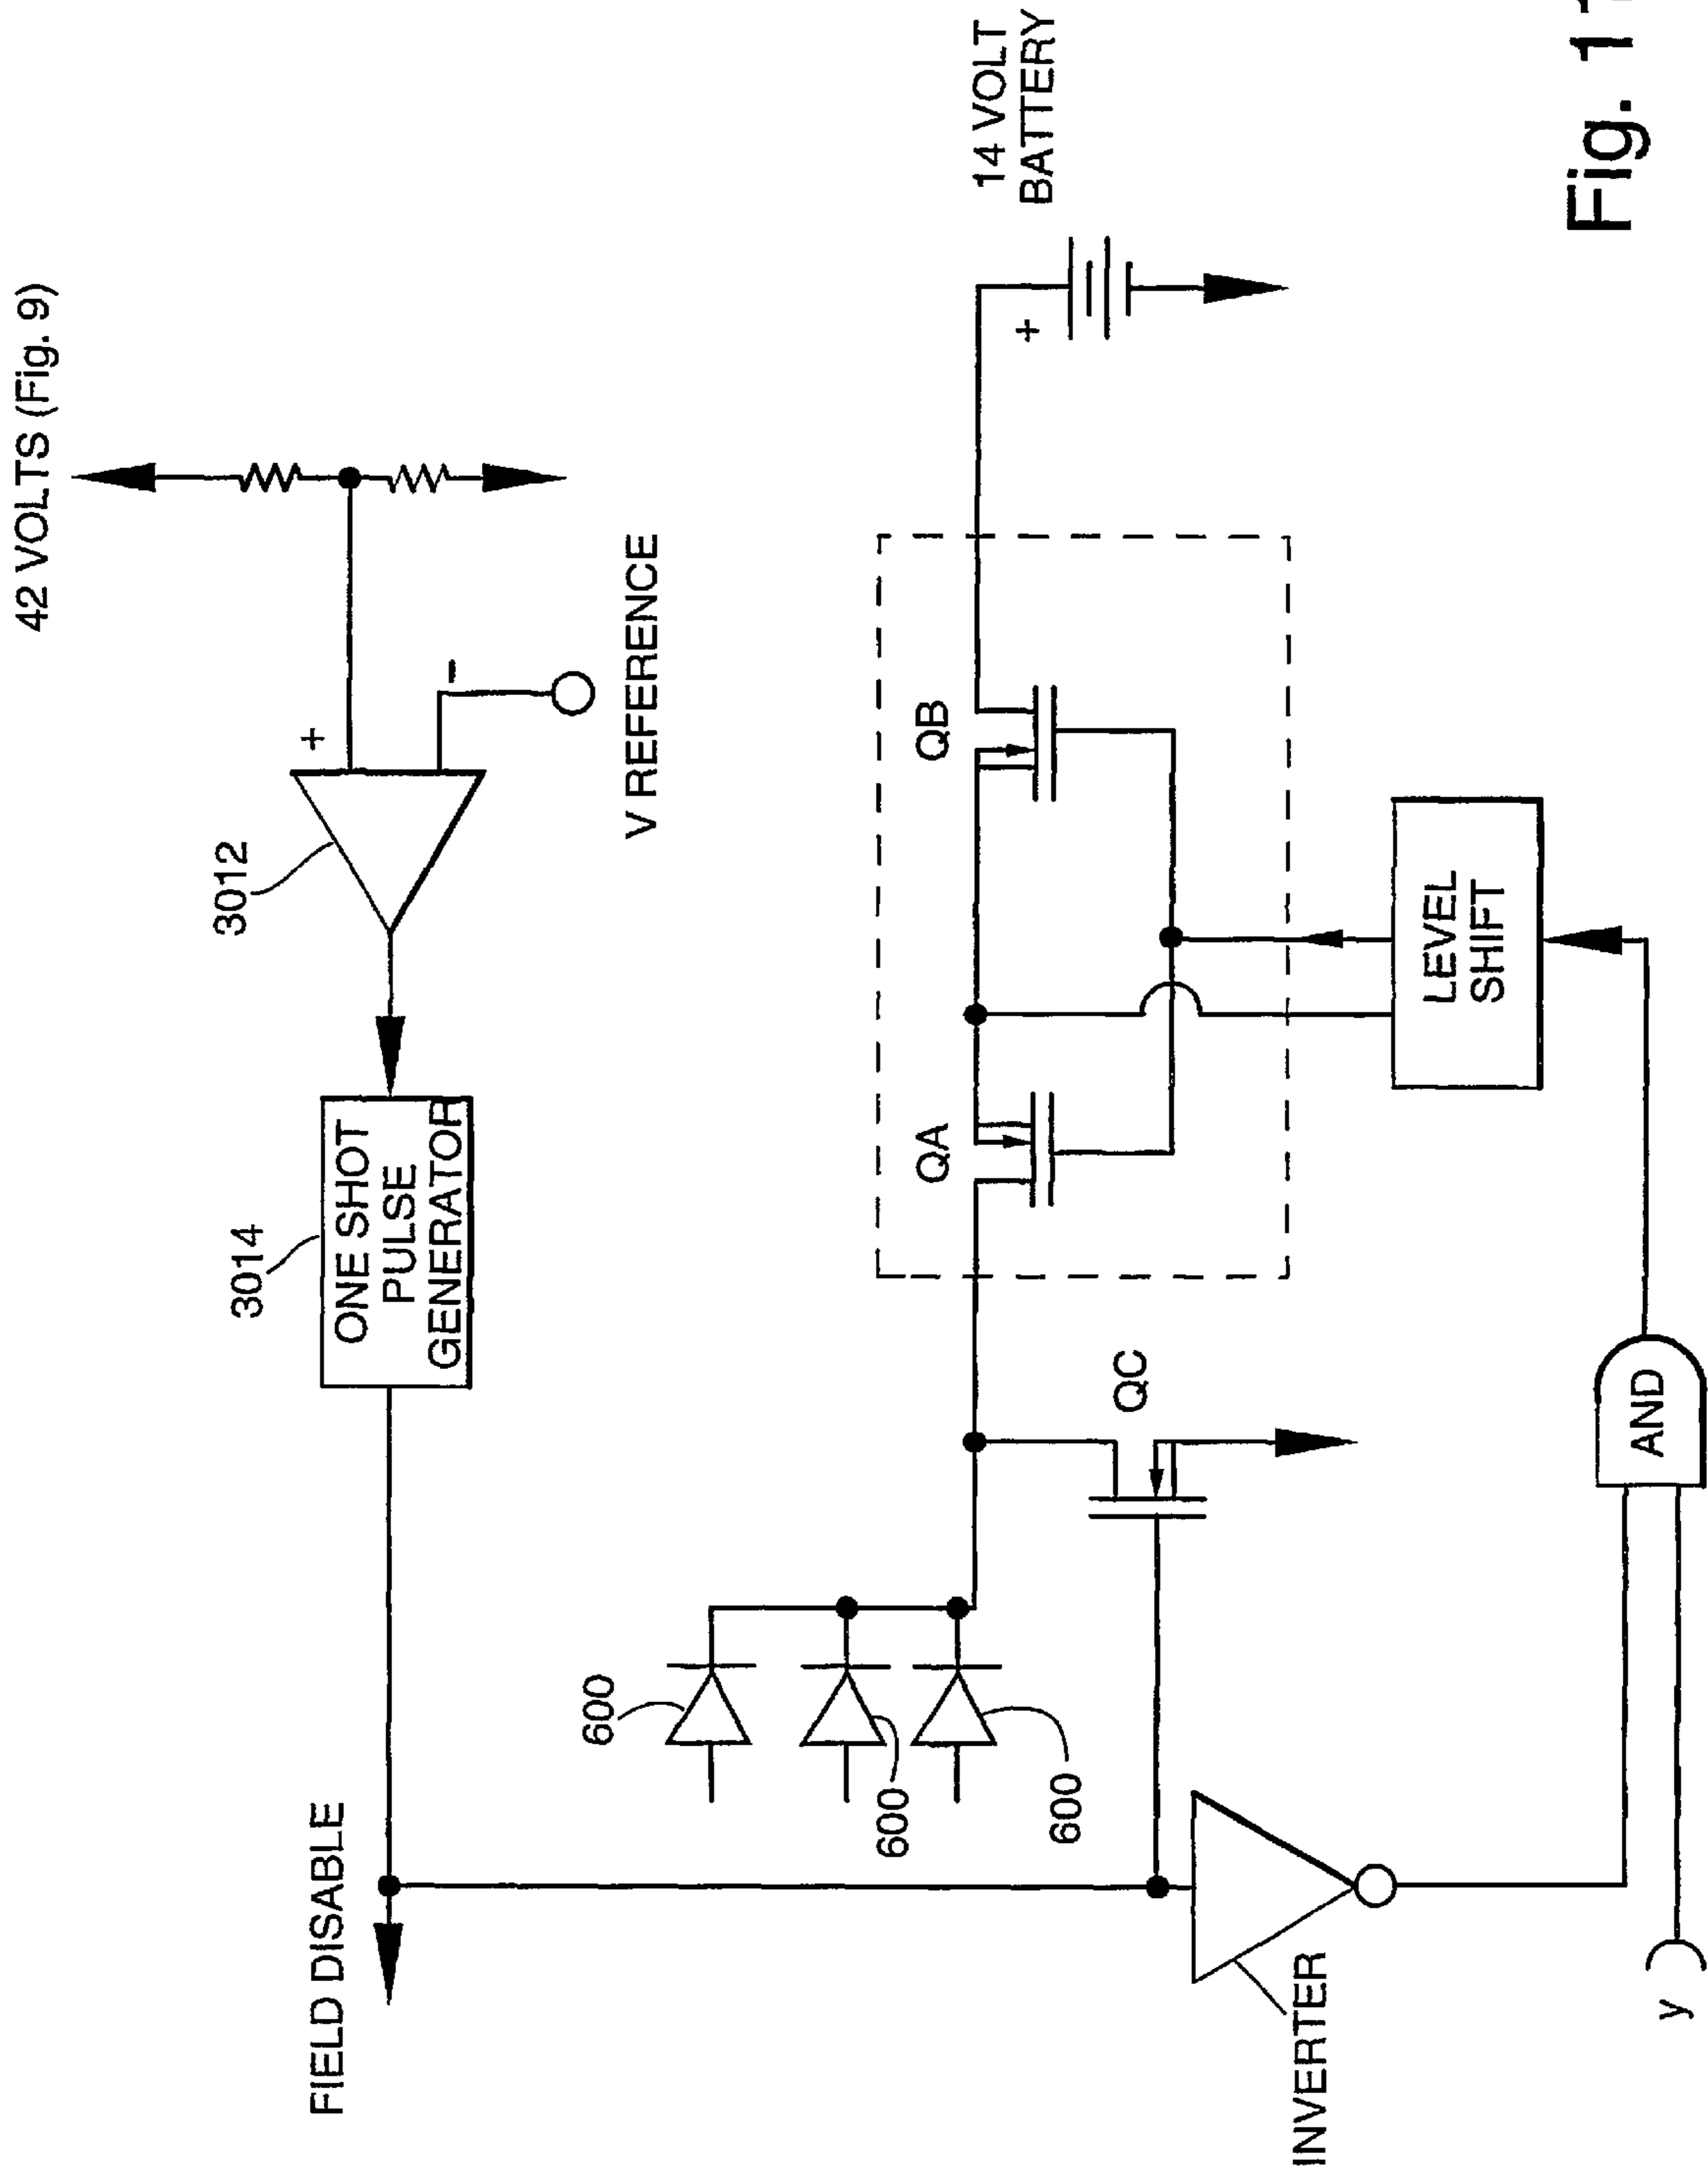 42 VOLTS (Fig. 9)
3014
3012
+
FIELD DISABLE
ONE SHOT
PULSE
GENERATOR
-
V REFERENCE
600
600
600
QA
QB
14 VOLT
BATTERY
+
QC
INVERTER
LEVEL
SHIFT
AND
y
Fig. 11